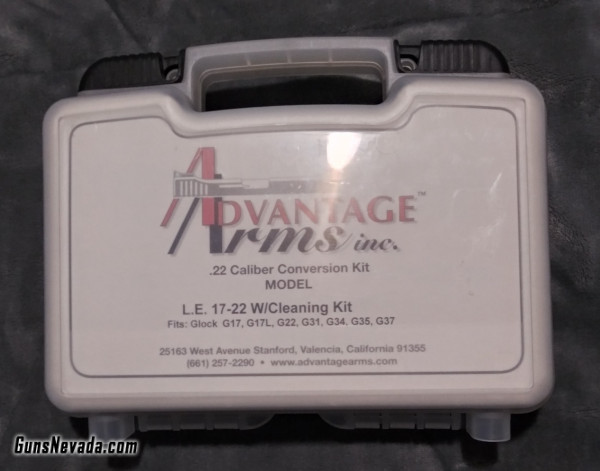 ADVANTAGE™
Arms inc.
.22 Caliber Conversion Kit
MODEL
L.E. 17-22 W/Cleaning Kit
Fits: Glock G17, G17L, G22, G31, G34, G35, G37
25163 West Avenue Stanford, Valencia, California 91355
(661) 257-2290 • www.advantagearms.com
GunsNevada.com